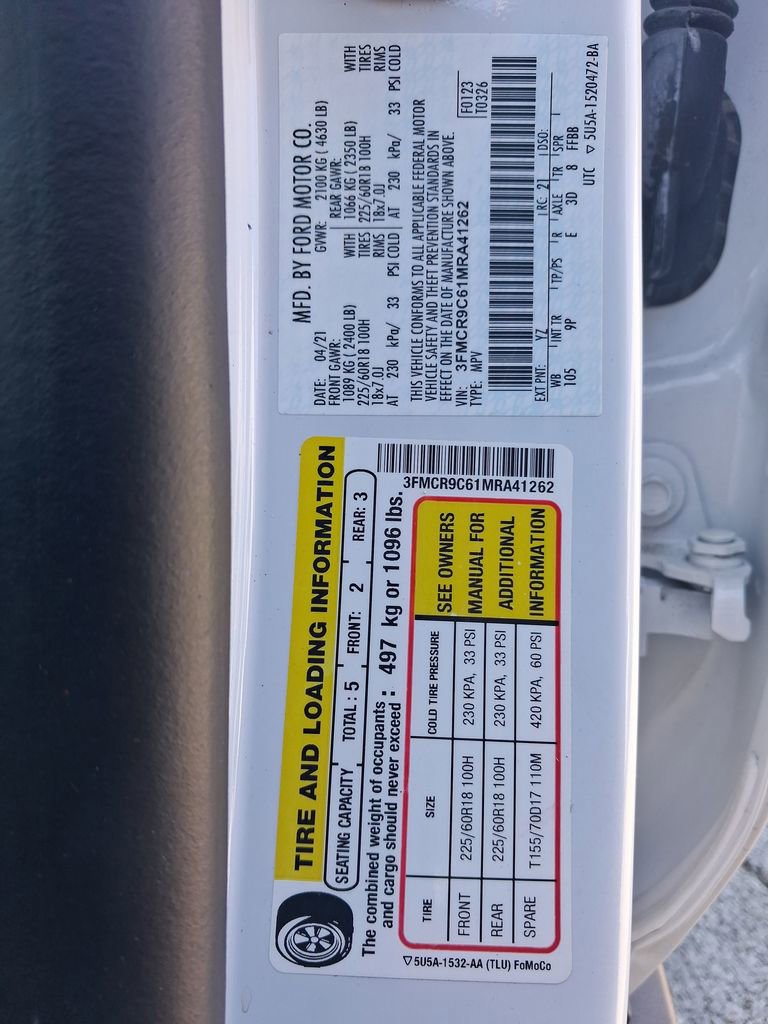 MFD. BY FORD MOTOR CO.
DATE: 04/21 GVWR: 2100 KG ( 4630 LB)
FRONT GAWR: REAR GAWR:
1089 KG ( 2400 LB) WITH 1066 KG ( 2350 LB) WITH
225/60R18 100H TIRES 225/60R18 100H TIRES
18x7.0J RIMS 18x7.0J RIMS
AT 230 kPa/ 33 PSI COLD AT 230 kPa/ 33 PSI COLD
THIS VEHICLE CONFORMS TO ALL APPLICABLE FEDERAL MOTOR
VEHICLE SAFETY AND THEFT PREVENTION STANDARDS IN
EFFECT ON THE DATE OF MANUFACTURE SHOWN ABOVE.
VIN: 3FMCR9C61MRA41262 F0123
TYPE: MPV T0326
EXT PNT: YZ RC: 21 DSO:
WB INT TR TP/PS R AXLE TR SPR
105 9P E 3D 8 FFBB
UTC ▽ 5U5A-1520472-BA
TIRE AND LOADING INFORMATION
SEATING CAPACITY TOTAL : 5 FRONT: 2 REAR: 3
The combined weight of occupants
and cargo should never exceed : 497 kg or 1096 lbs.
3FMCR9C61MRA41262
TIRE SIZE COLD TIRE PRESSURE
FRONT 225/60R18 100H 230 KPA, 33 PSI
REAR 225/60R18 100H 230 KPA, 33 PSI
SPARE T155/70D17 110M 420 KPA, 60 PSI
SEE OWNERS
MANUAL FOR
ADDITIONAL
INFORMATION
▽ 5U5A-1532-AA (TLU) FoMoCo